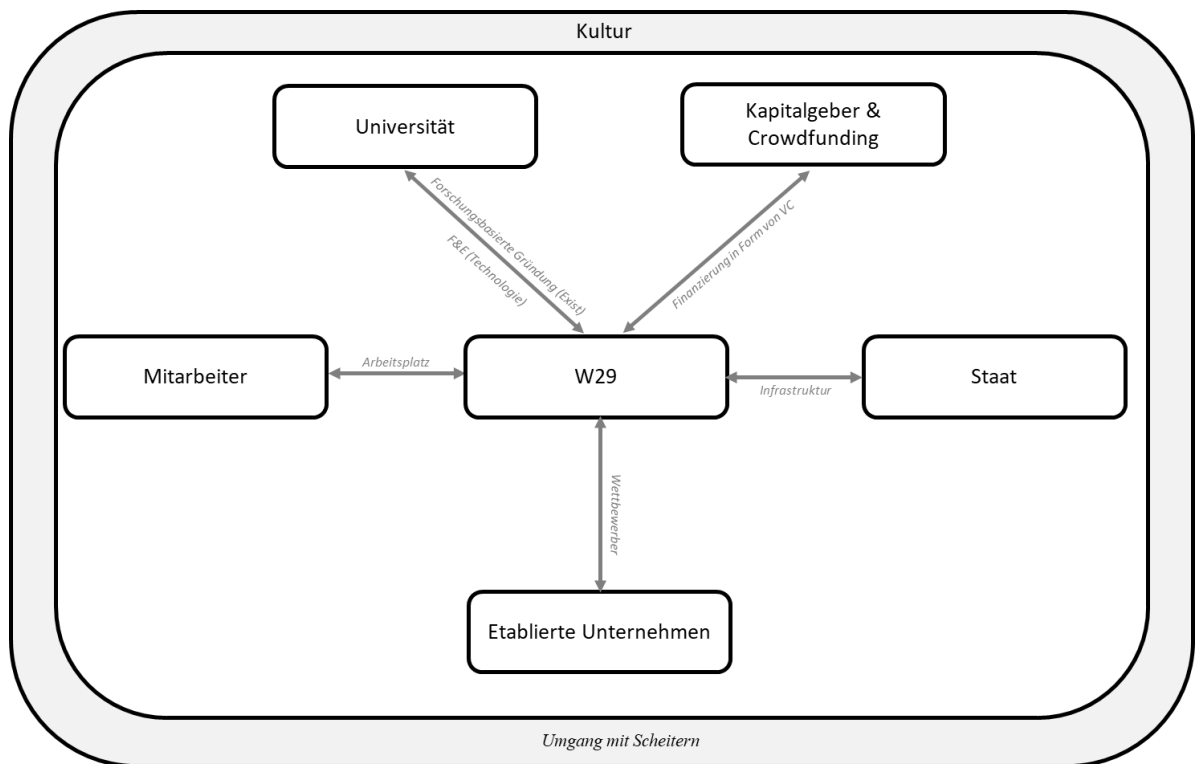 Kultur
Universität
Kapitalgeber &
Crowdfunding
Forschungsbasierte Gründung (Exist)
F&E (Technologie)
Finanzierung in Form von VC
Mitarbeiter
Arbeitsplatz
W29
Infrastruktur
Staat
Wettbewerber
Etablierte Unternehmen
Umgang mit Scheitern